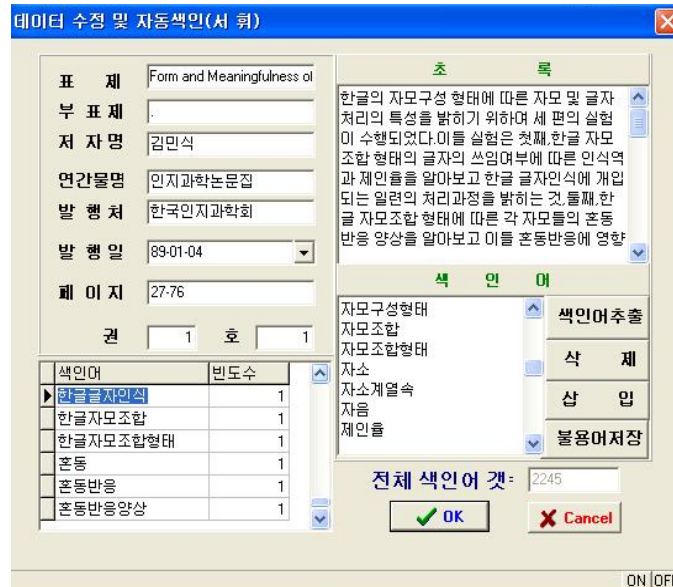 데이터 수정 및 자동색인(서 휘)
표 제 Form and Meaningfulness of
부 표 제 .
저 자 명 김민식
연간물명 인지과학논문집
발 행 처 한국인지과학회
발 행 일 89-01-04
페 이 지 27-76
권 1 호 1
색인어 빈도수
한글글자인식 1
한글자모조합 1
한글자모조합형태 1
혼동 1
혼동반응 1
혼동반응양상 1
초 록
한글의 자모구성 형태에 따른 자모 및 글자
처리의 특성을 밝히기 위하며 세 편의 실험
이 수행되었다.이들 실험은 첫째,한글 자모
조합 형태의 글자의 쓰임여부에 따른 인식역
과 제인율을 알아보고 한글 글자인식에 개입
되는 일련의 처리과정을 밝히는 것,둘째,한
글 자모조합 형태에 따른 각 자모들의 혼동
반응 양상을 알아보고 이들 혼동반응에 영향
색 인 어
자모구성형태
자모조합
자모조합형태
자소
자소계열속
자음
제인율
색인어추출
삭 제
삽 입
불용어저장
전체 색인어 갯: 2245
OK
Cancel
ON OFF